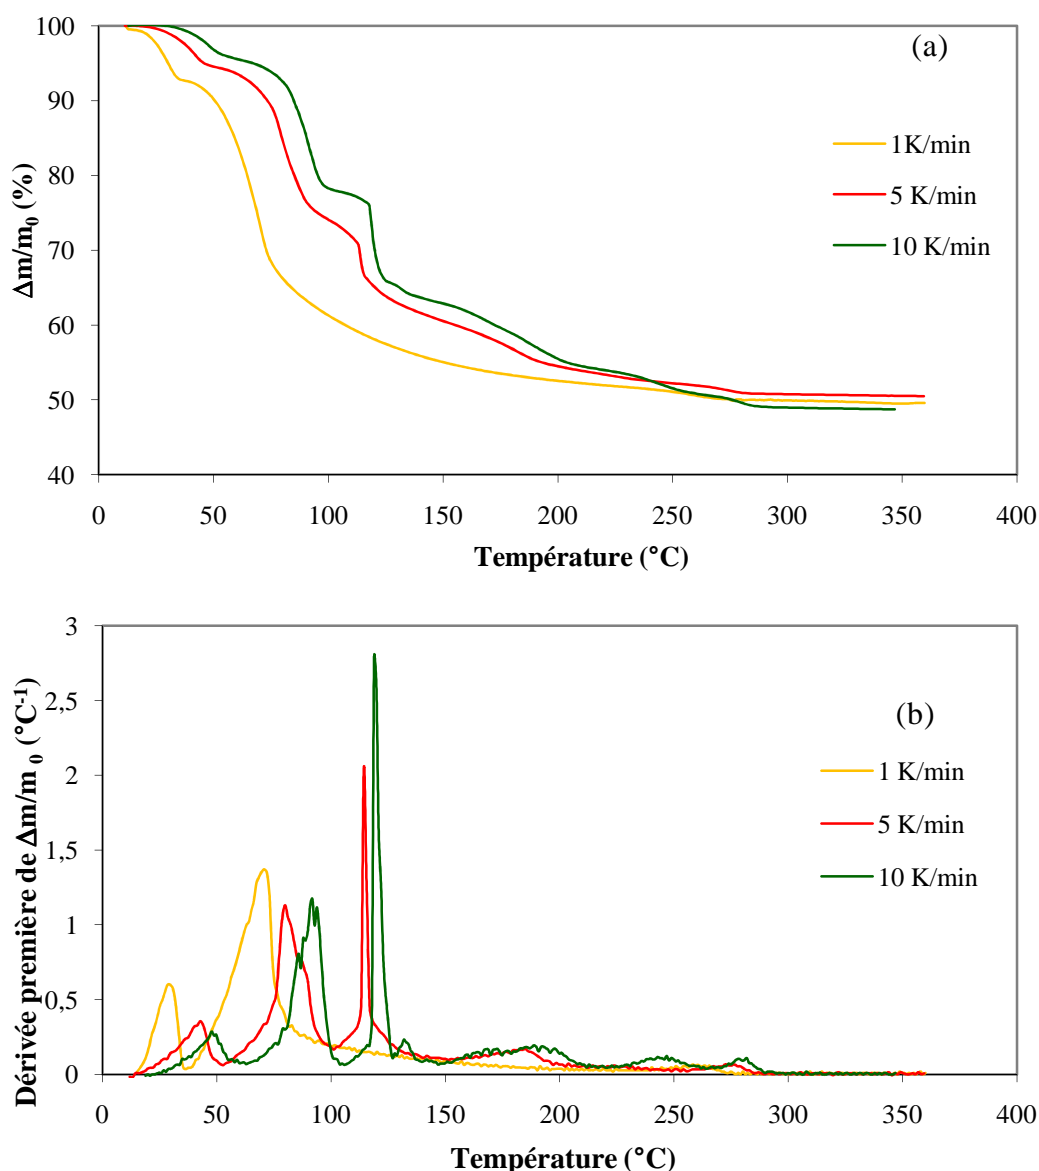 (a)
100
90
80
70
60
50
40
Δm/m₀ (%)
1K/min
5 K/min
10 K/min
0 50 100 150 200 250 300 350 400
Température (°C)
(b)
3
2,5
2
1,5
1
0,5
0
Dérivée première de Δm/m ₀ (°C⁻¹)
1 K/min
5 K/min
10 K/min
0 50 100 150 200 250 300 350 400
Température (°C)